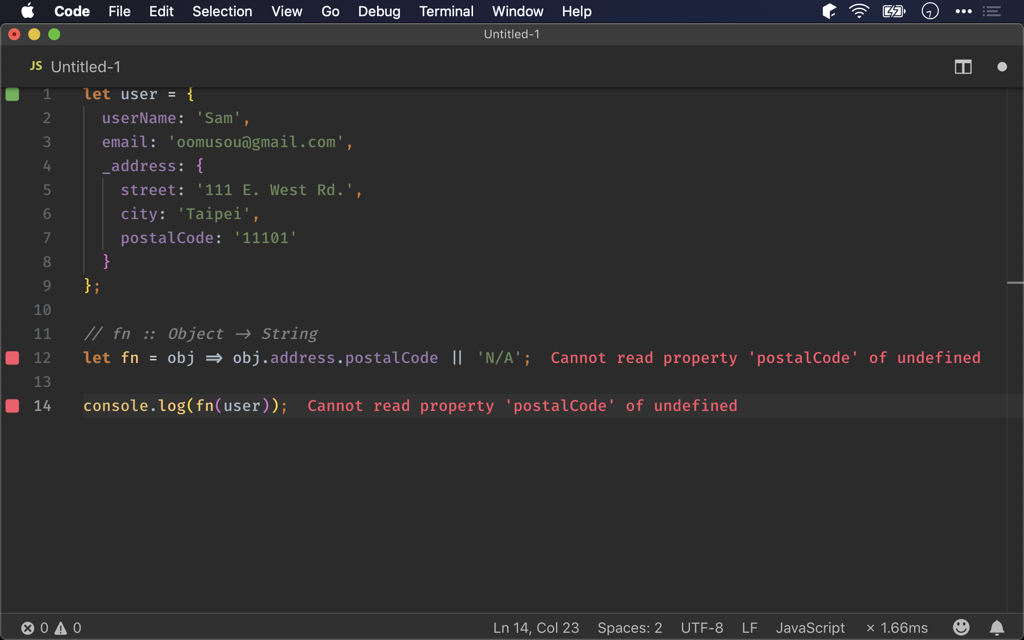 Code File Edit Selection View Go Debug Terminal Window Help
Untitled-1
JS Untitled-1
1 let user = {
2 userName: 'Sam',
3 email: 'oomusou@gmail.com',
4 _address: {
5 street: '111 E. West Rd.',
6 city: 'Taipei',
7 postalCode: '11101'
8 }
9 };
10
11 // fn :: Object → String
12 let fn = obj ⇒ obj.address.postalCode || 'N/A'; Cannot read property 'postalCode' of undefined
13
14 console.log(fn(user)); Cannot read property 'postalCode' of undefined
0 0 Ln 14, Col 23 Spaces: 2 UTF-8 LF JavaScript × 1.66ms